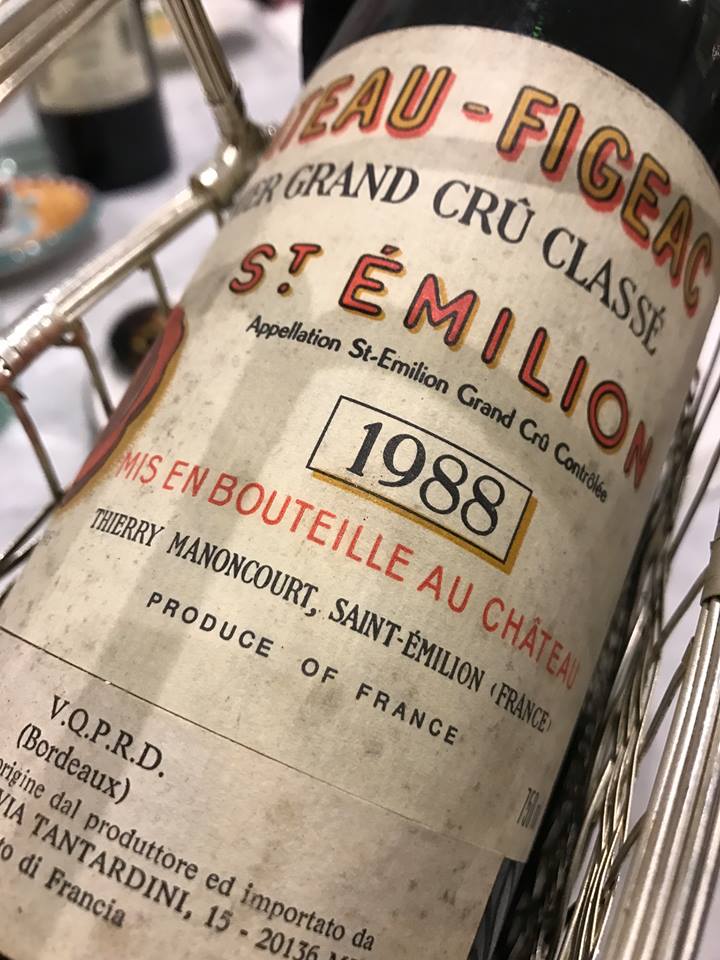 TEAU-FIGEAC
GRAND CRÛ CLASSÉ
ST ÉMILION
Appellation St-Emilion Grand Crû Contrôlée
1988
MIS EN BOUTEILLE AU CHÂTEAU
THIERRY MANONCOURT, SAINT-ÉMILION (FRANCE)
PRODUCE OF FRANCE
750
V.Q.P.R.D.
(Bordeaux)
origine dal produttore ed importato da
VIA TANTARDINI, 15 - 20136
di Francia